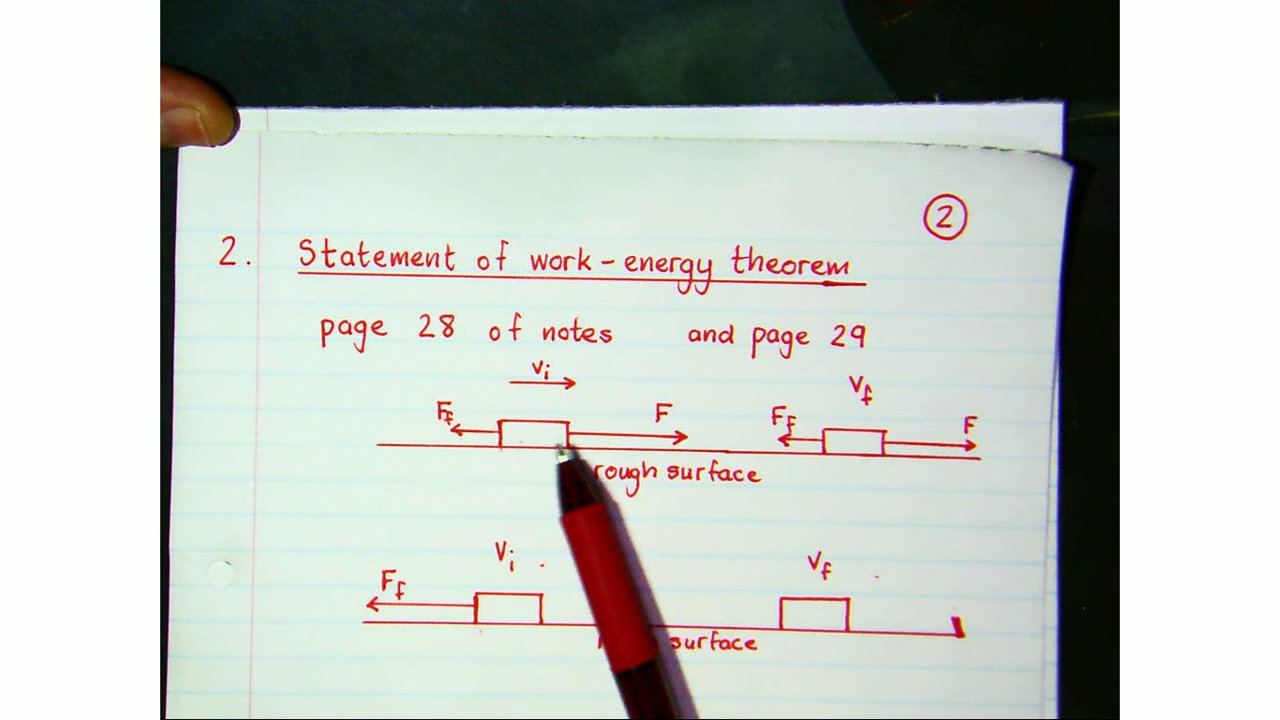 2
2. Statement of work-energy theorem
page 28 of notes and page 29
vi
Vf
Ff F Ff F
rough surface
Vi Vf
Ff
surface